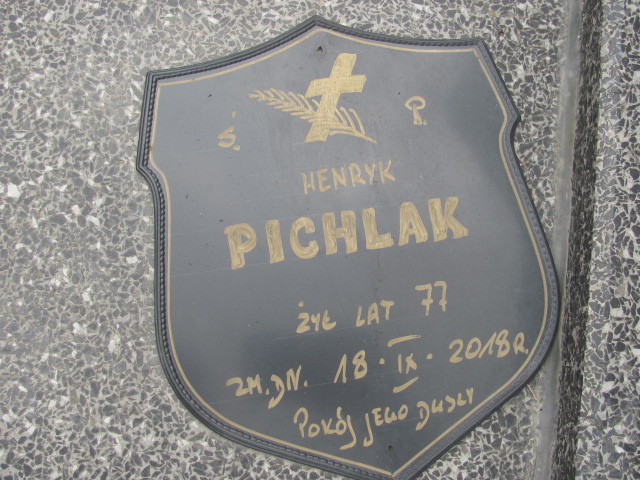 Ś. P.
HENRYK
PICHLAK
ŻYŁ LAT 77
ZM. DN. 18 · IX · 2018 R.
POKÓJ JEGO DUSZY